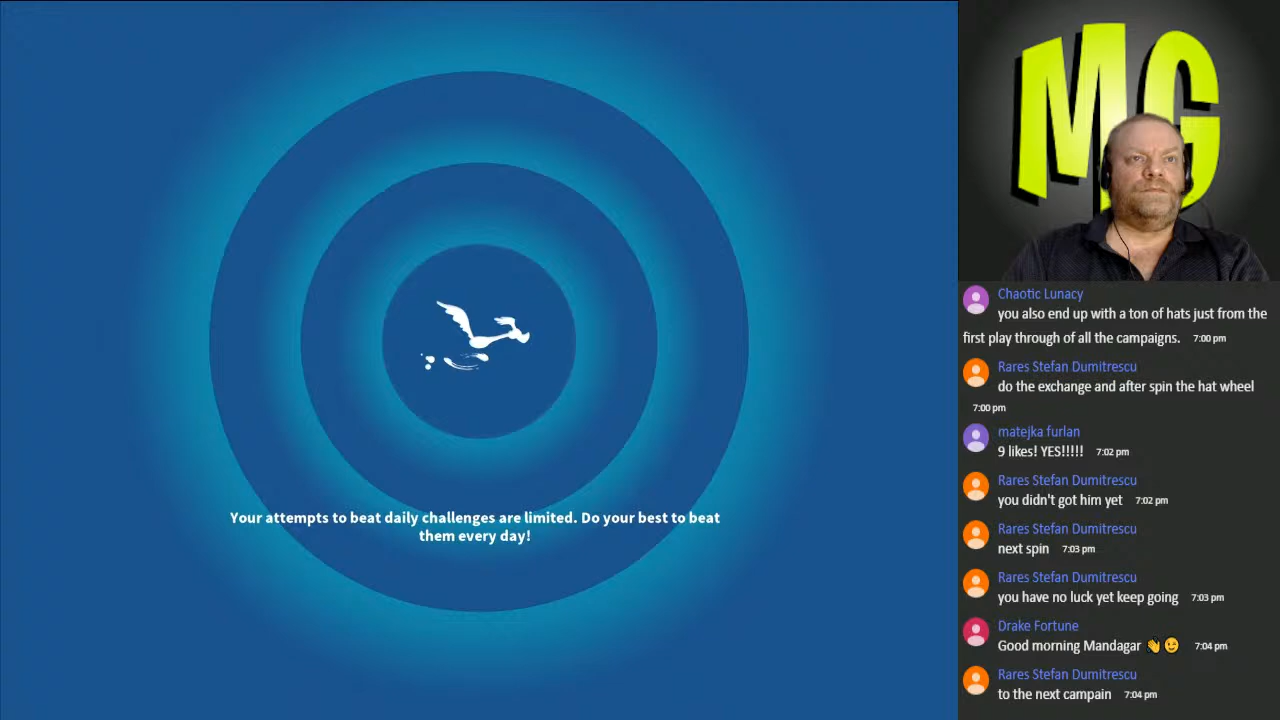 Your attempts to beat daily challenges are limited. Do your best to beat
them every day!
MG
Chaotic Lunacy
you also end up with a ton of hats just from the
first play through of all the campaigns. 7:00 pm
Rares Stefan Dumitrescu
do the exchange and after spin the hat wheel
7:00 pm
matejka furlan
9 likes! YES!!!!! 7:02 pm
Rares Stefan Dumitrescu
you didn't got him yet 7:02 pm
Rares Stefan Dumitrescu
next spin 7:03 pm
Rares Stefan Dumitrescu
you have no luck yet keep going 7:03 pm
Drake Fortune
Good morning Mandagar 👋😉 7:04 pm
Rares Stefan Dumitrescu
to the next campain 7:04 pm